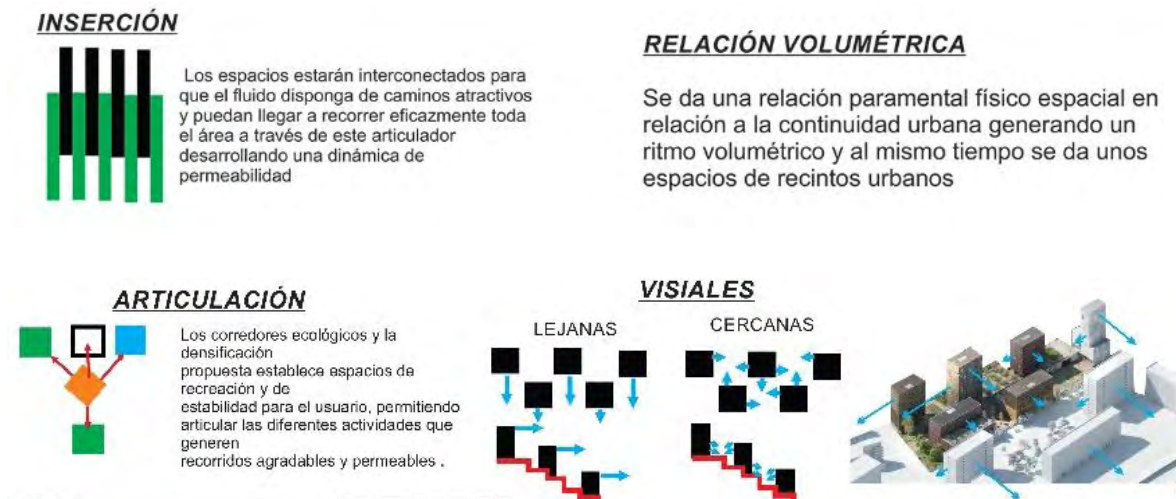 INSERCIÓN
Los espacios estarán interconectados para
que el fluido disponga de caminos atractivos
y puedan llegar a recorrer eficazmente toda
el área a través de este articulador
desarrollando una dinámica de
permeabilidad
RELACIÓN VOLUMÉTRICA
Se da una relación paramental físico espacial en
relación a la continuidad urbana generando un
ritmo volumétrico y al mismo tiempo se da unos
espacios de recintos urbanos
ARTICULACIÓN
Los corredores ecológicos y la
densificación
propuesta establece espacios de
recreación y de
estabilidad para el usuario, permitiendo
articular las diferentes actividades que
generen
recorridos agradables y permeables .
VISIALES
LEJANAS
CERCANAS